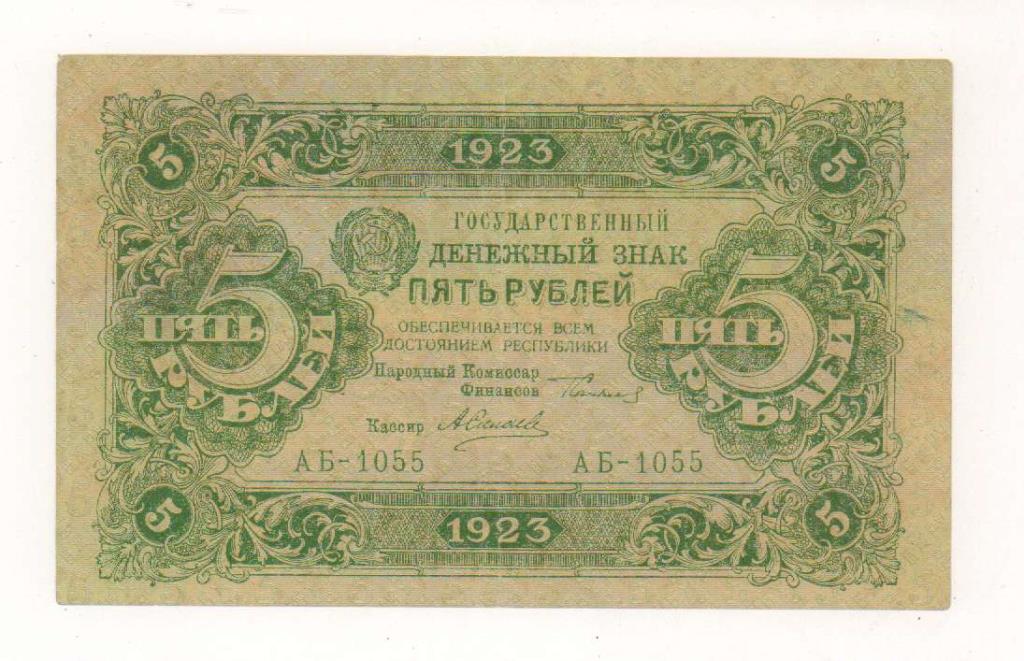 1923
5 5
ГОСУДАРСТВЕННЫЙ
ДЕНЕЖНЫЙ ЗНАК
ПЯТЬ РУБЛЕЙ
ОБЕСПЕЧИВАЕТСЯ ВСЕМ
ДОСТОЯНИЕМ РЕСПУБЛИКИ
5 ПЯТЬ РУБЛЕЙ
5 ПЯТЬ РУБЛЕЙ
Народный Комиссар
Финансов
Кассир
АБ-1055 АБ-1055
5 5
1923